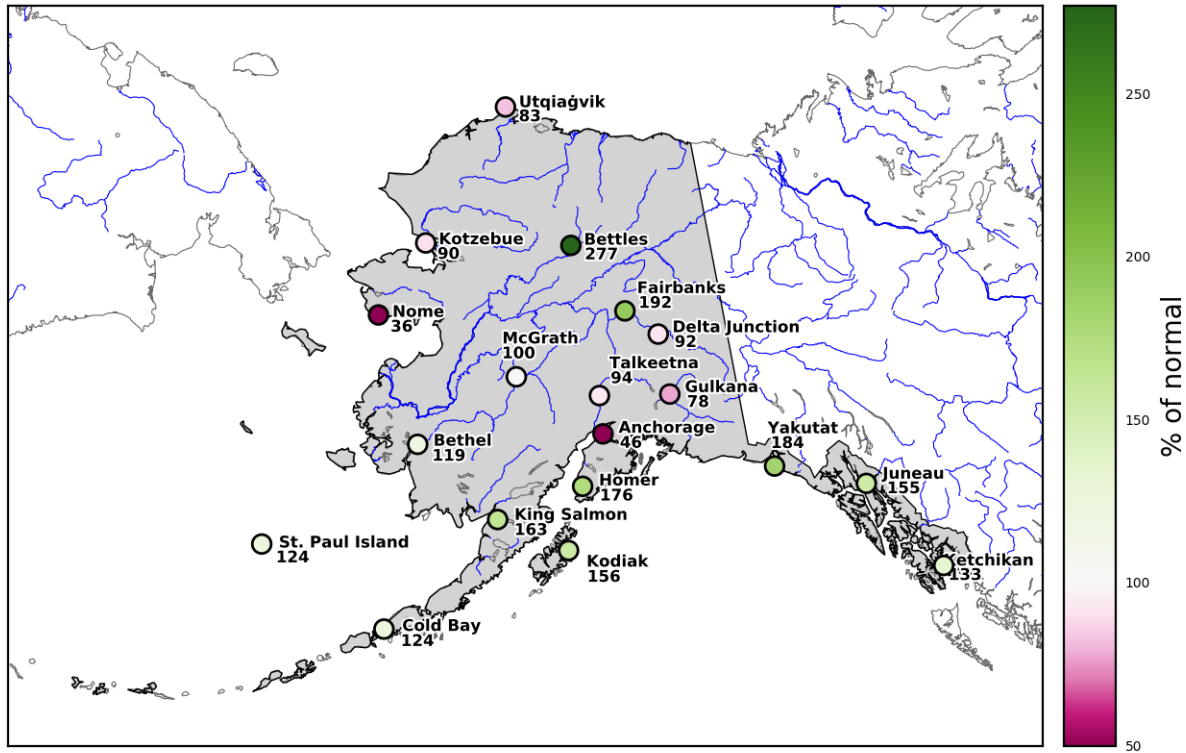 Utqiaġvik
83
Kotzebue
90
Bettles
277
Fairbanks
192
Nome
36
Delta Junction
92
McGrath
100
Talkeetna
94
Gulkana
78
Anchorage
46
Bethel
119
Yakutat
184
Homer
176
Juneau
155
King Salmon
163
St. Paul Island
124
Kodiak
156
Ketchikan
133
Cold Bay
124
250
200
150
100
50
% of normal